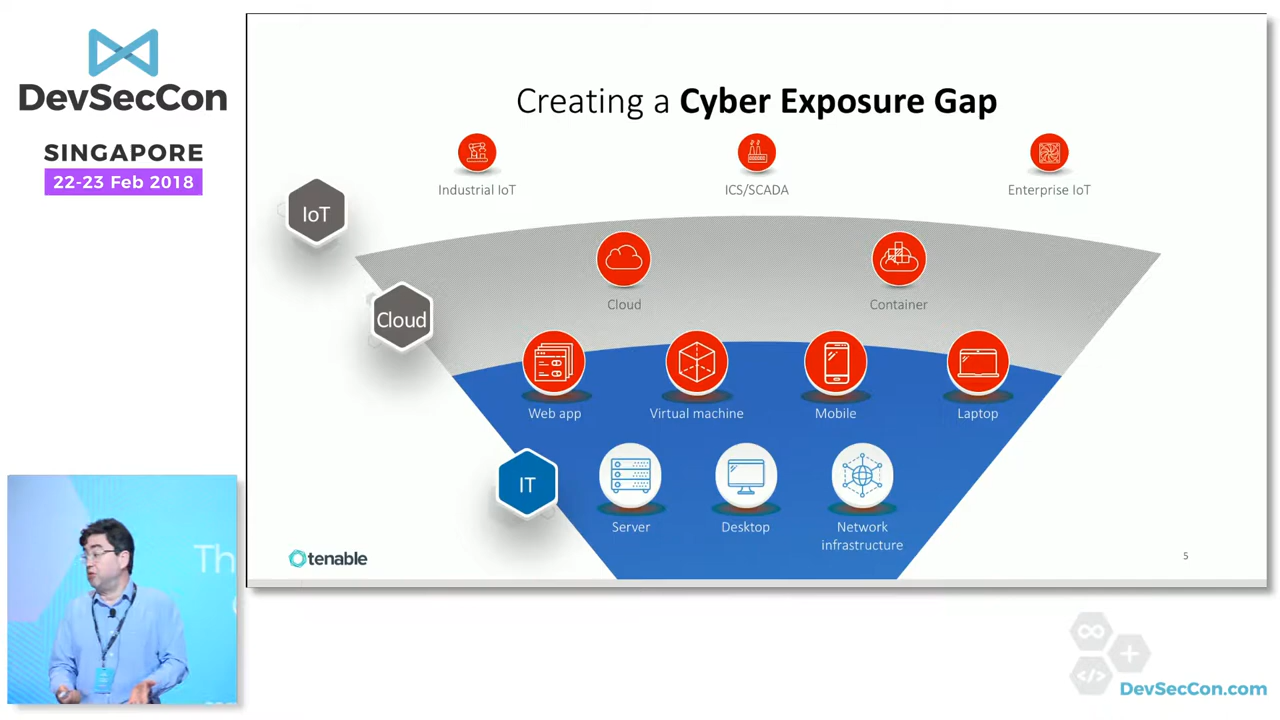 DevSecCon
SINGAPORE
22-23 Feb 2018
Creating a Cyber Exposure Gap
Industrial IoT
ICS/SCADA
Enterprise IoT
IoT
Cloud
Container
Cloud
Web app
Virtual machine
Mobile
Laptop
IT
Server
Desktop
Network
infrastructure
tenable
5
Th
DevSecCon.com